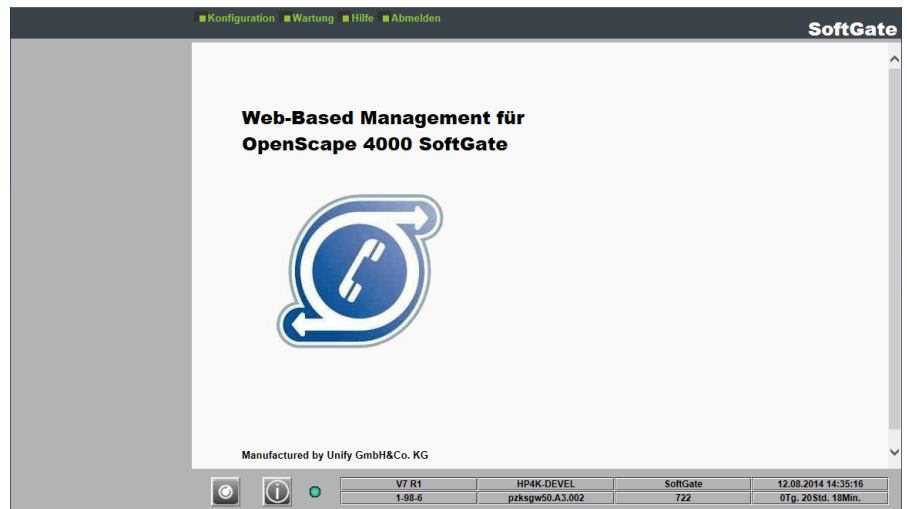 Konfiguration Wartung Hilfe Abmelden
SoftGate
Web-Based Management für
OpenScape 4000 SoftGate
Manufactured by Unify GmbH&Co. KG
V7 R1 HP4K-DEVEL SoftGate 12.08.2014 14:35:16
1-98-6 pzksgw50.A3.002 722 0Tg. 20Std. 18Min.